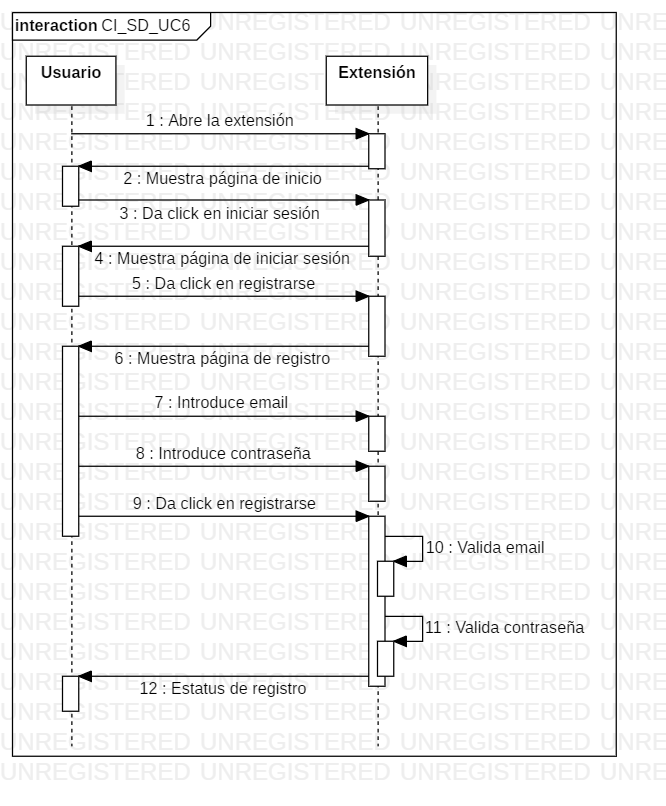 interaction CI_SD_UC6
Usuario
Extensión
1 : Abre la extensión
2 : Muestra página de inicio
3 : Da click en iniciar sesión
4 : Muestra página de iniciar sesión
5 : Da click en registrarse
6 : Muestra página de registro
7 : Introduce email
8 : Introduce contraseña
9 : Da click en registrarse
10 : Valida email
11 : Valida contraseña
12 : Estatus de registro
UNREGISTERED